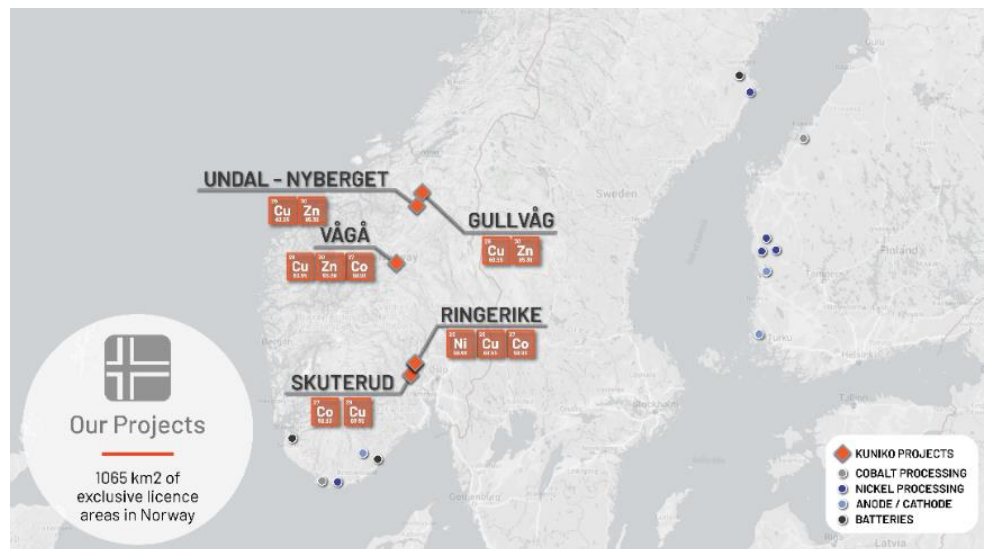 UNDAL - NYBERGET
Cu Zn
VÅGÅ
Cu Zn Co
GULLVÅG
Cu Zn
RINGERIKE
Ni Cu Co
SKUTERUD
Co Cu
Sweden
Turku
Tallinn
Latvia
Our Projects
1065 km2 of
exclusive licence
areas in Norway
KUNIKO PROJECTS
COBALT PROCESSING
NICKEL PROCESSING
ANODE / CATHODE
BATTERIES